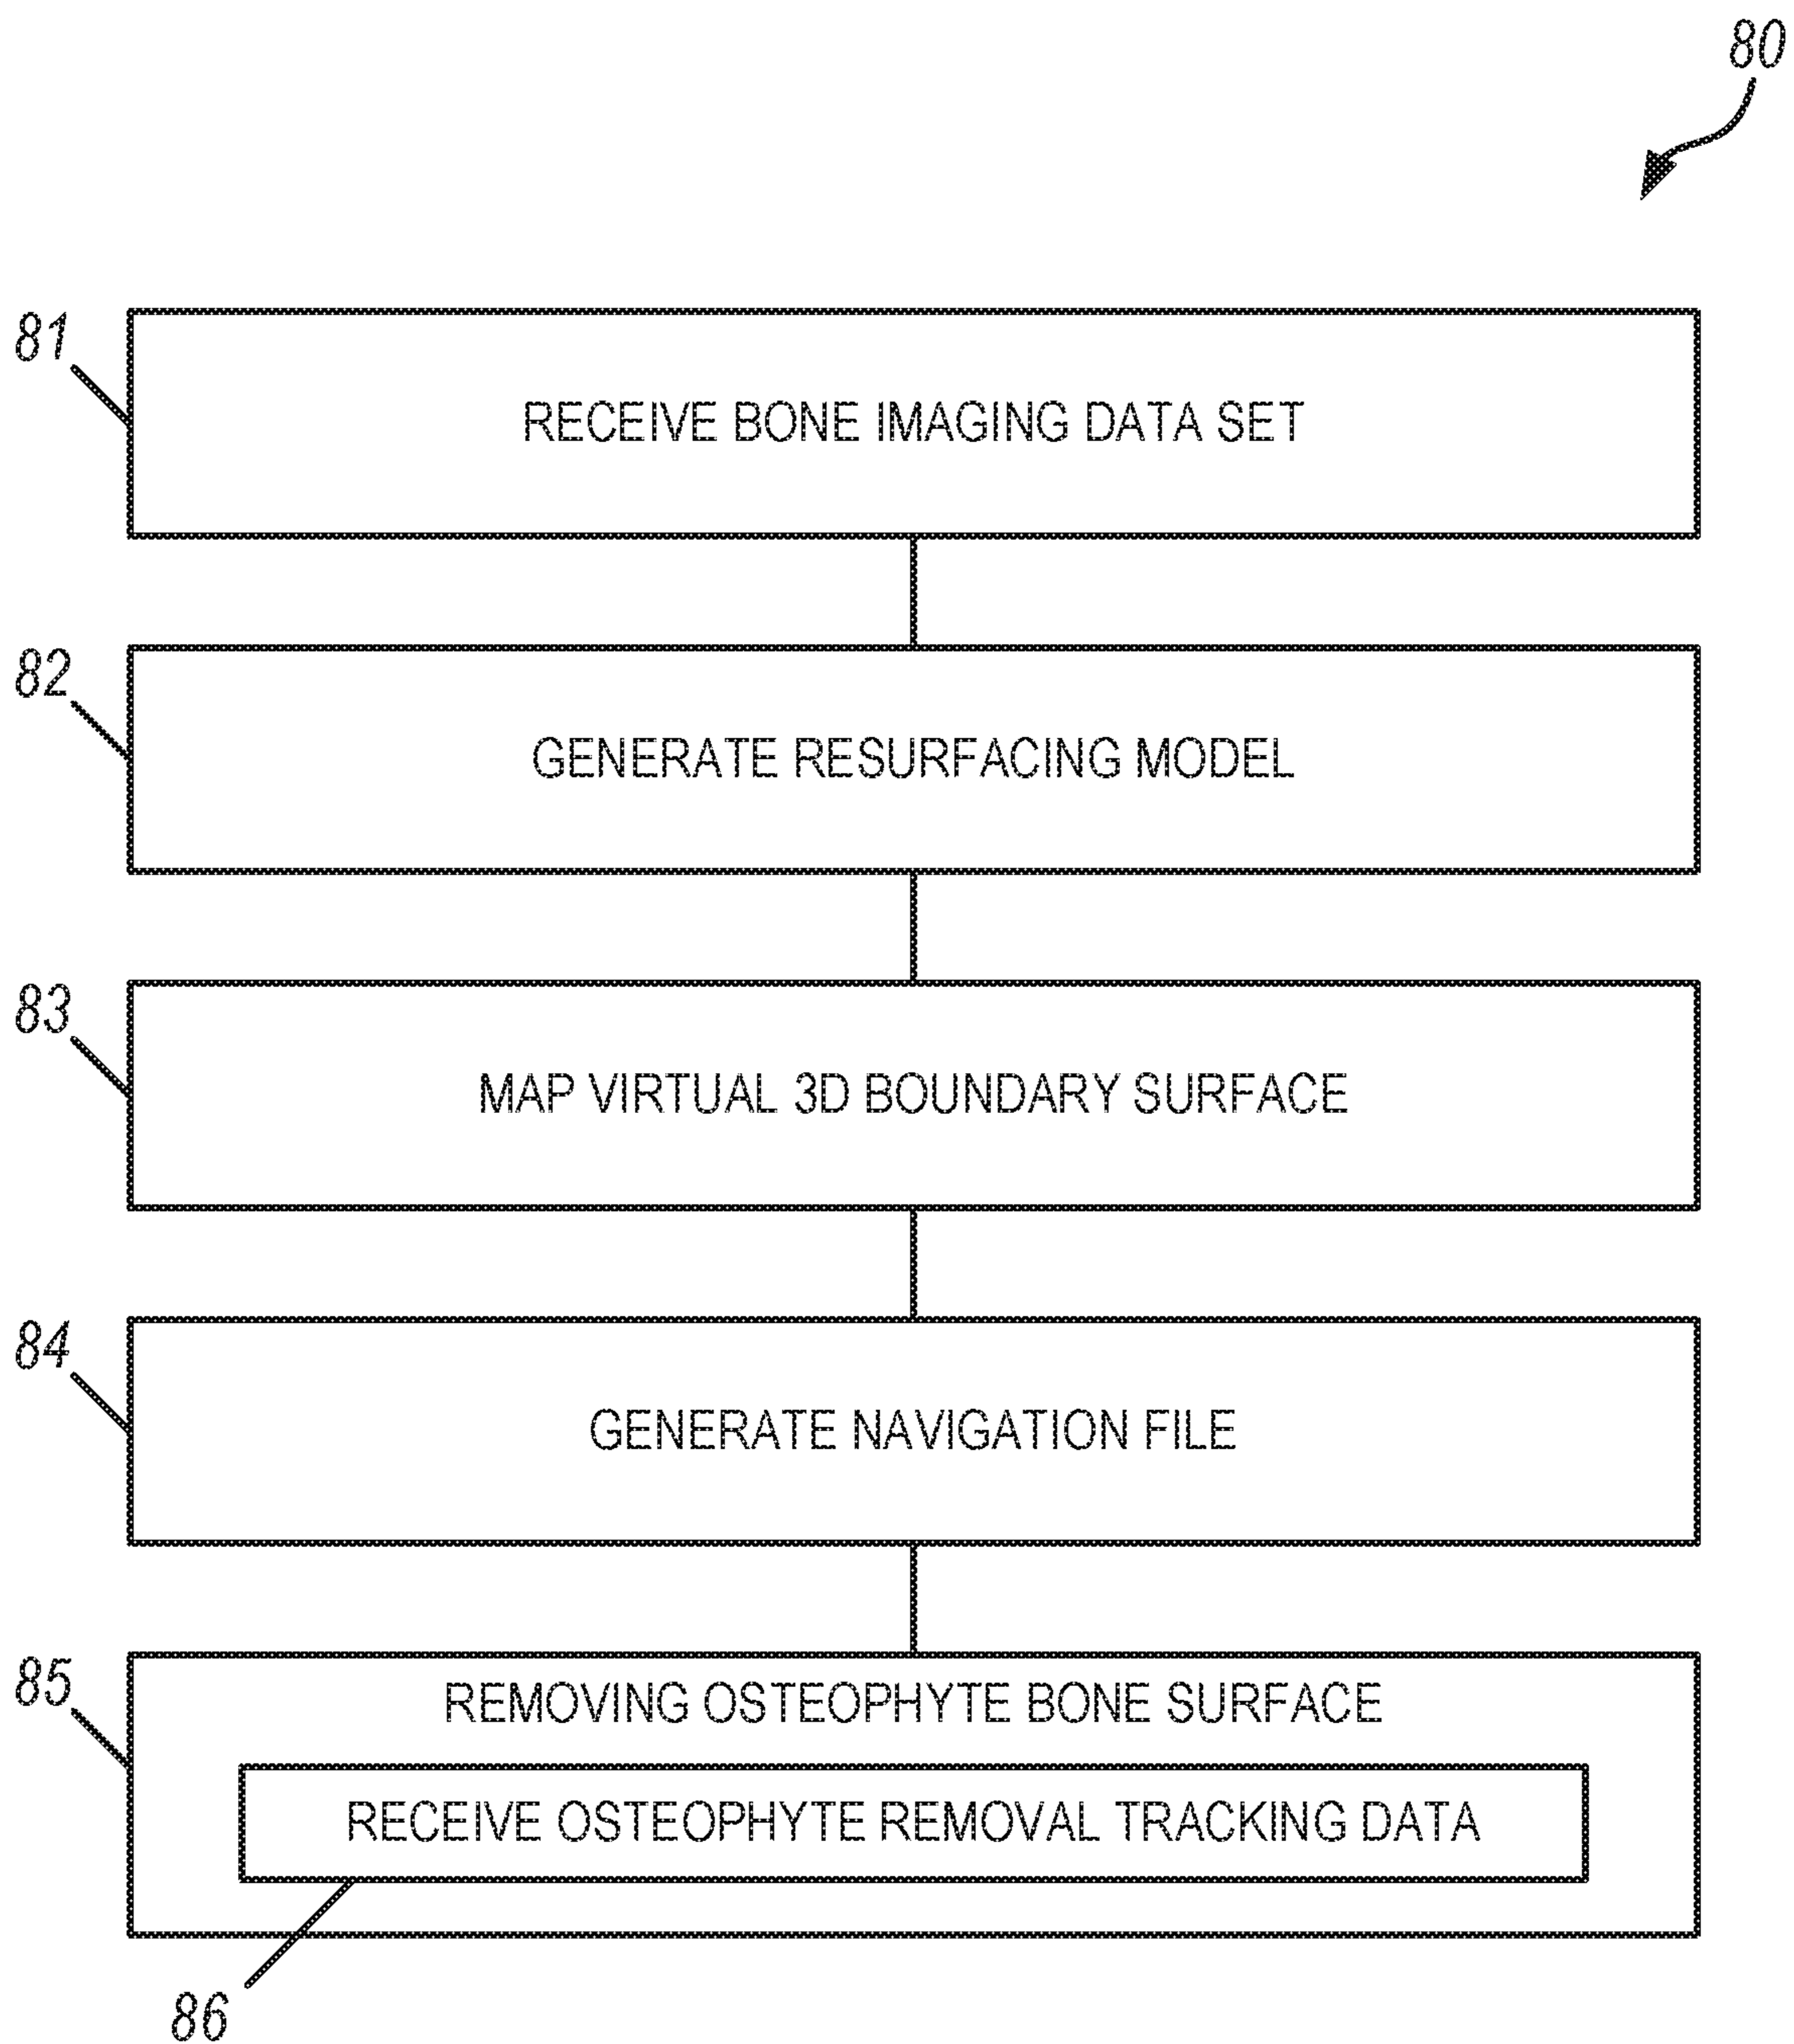 80
81
RECEIVE BONE IMAGING DATA SET
82
GENERATE RESURFACING MODEL
83
MAP VIRTUAL 3D BOUNDARY SURFACE
84
GENERATE NAVIGATION FILE
85
REMOVING OSTEOPHYTE BONE SURFACE
RECEIVE OSTEOPHYTE REMOVAL TRACKING DATA
86